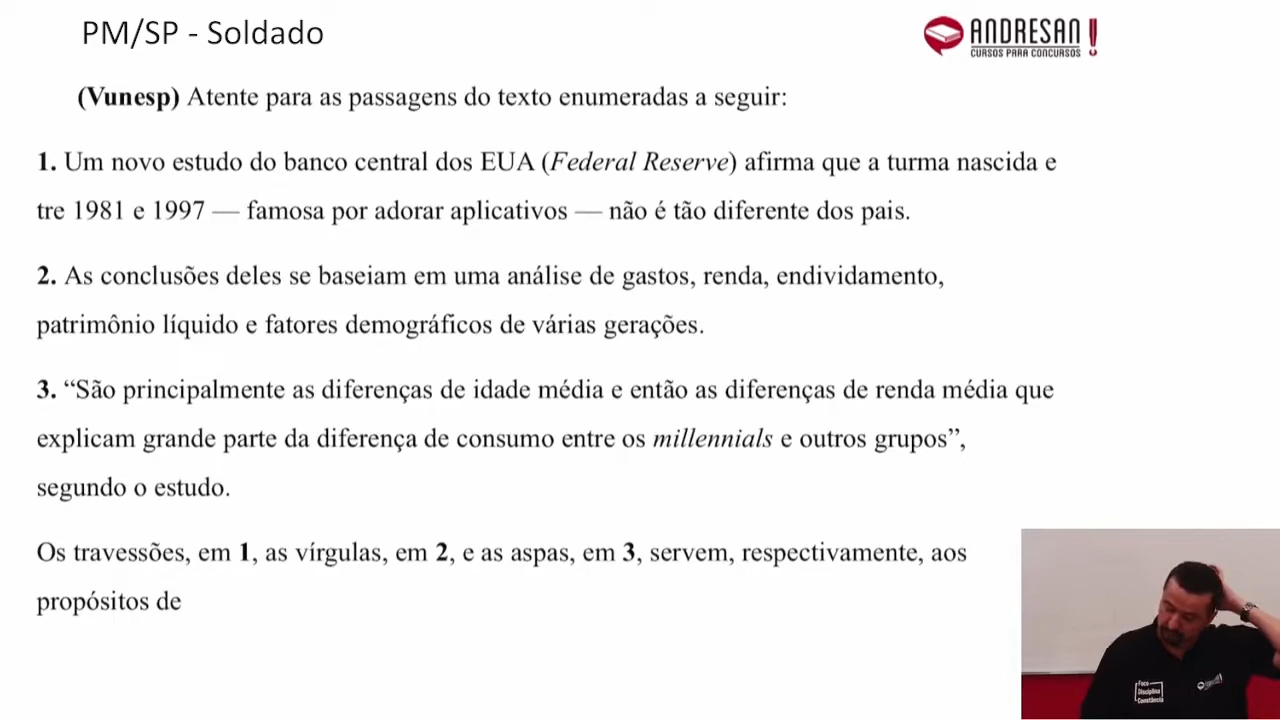 PM/SP - Soldado
ANDRESAN!
CURSOS PARA CONCURSOS
(Vunesp) Atente para as passagens do texto enumeradas a seguir:
1. Um novo estudo do banco central dos EUA (Federal Reserve) afirma que a turma nascida e
tre 1981 e 1997 — famosa por adorar aplicativos — não é tão diferente dos pais.
2. As conclusões deles se baseiam em uma análise de gastos, renda, endividamento,
patrimônio líquido e fatores demográficos de várias gerações.
3. “São principalmente as diferenças de idade média e então as diferenças de renda média que
explicam grande parte da diferença de consumo entre os millennials e outros grupos”,
segundo o estudo.
Os travessões, em 1, as vírgulas, em 2, e as aspas, em 3, servem, respectivamente, aos
propósitos de
Foco
Disciplina
Constância